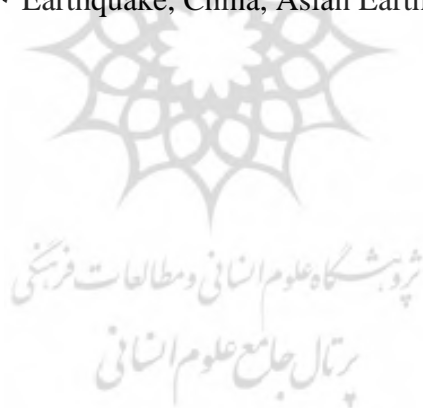 Earthquake, China, Asian Earth
پژوهشگاه علوم انسانی و مطالعات فرهنگی
پرتال جامع علوم انسانی